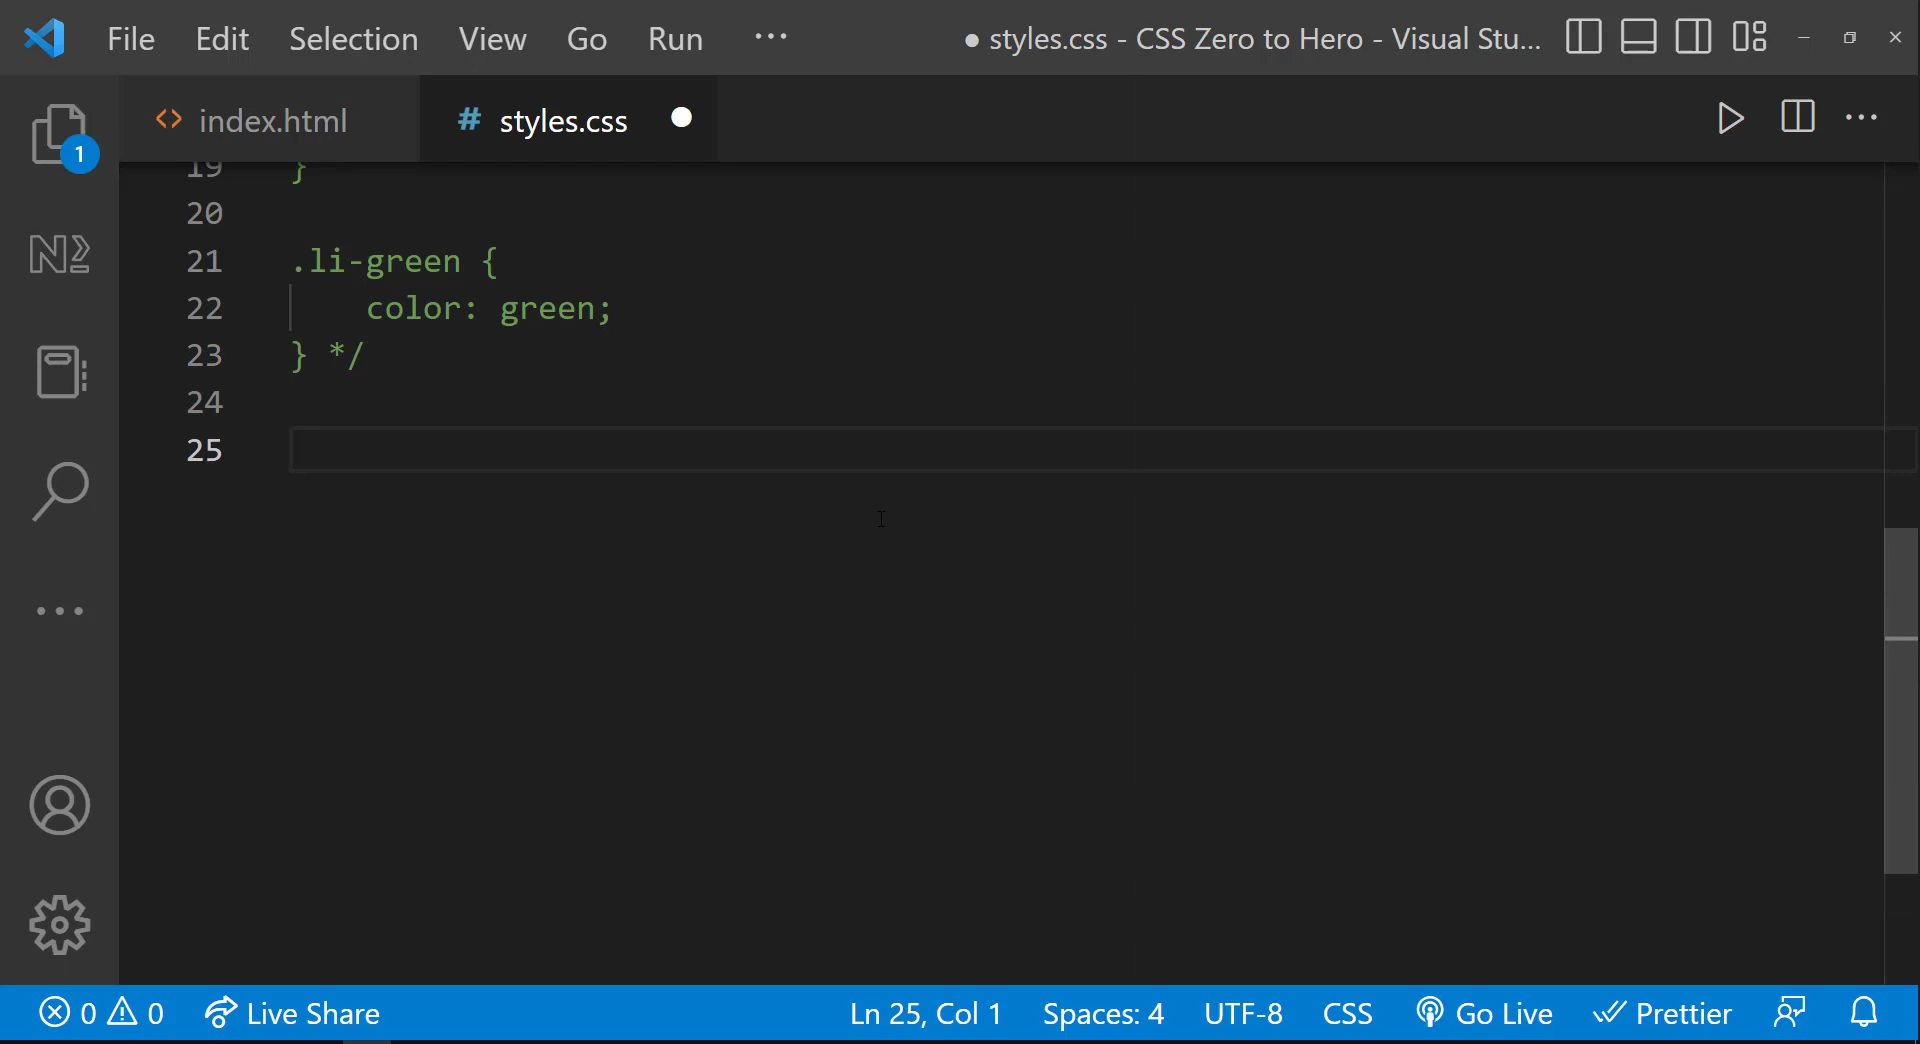 File Edit Selection View Go Run ··· ● styles.css - CSS Zero to Hero - Visual Stu...
<> index.html # styles.css
1
19 }
20
21 .li-green {
22 color: green;
23 } */
24
25
0 0 Live Share Ln 25, Col 1 Spaces: 4 UTF-8 CSS Go Live Prettier